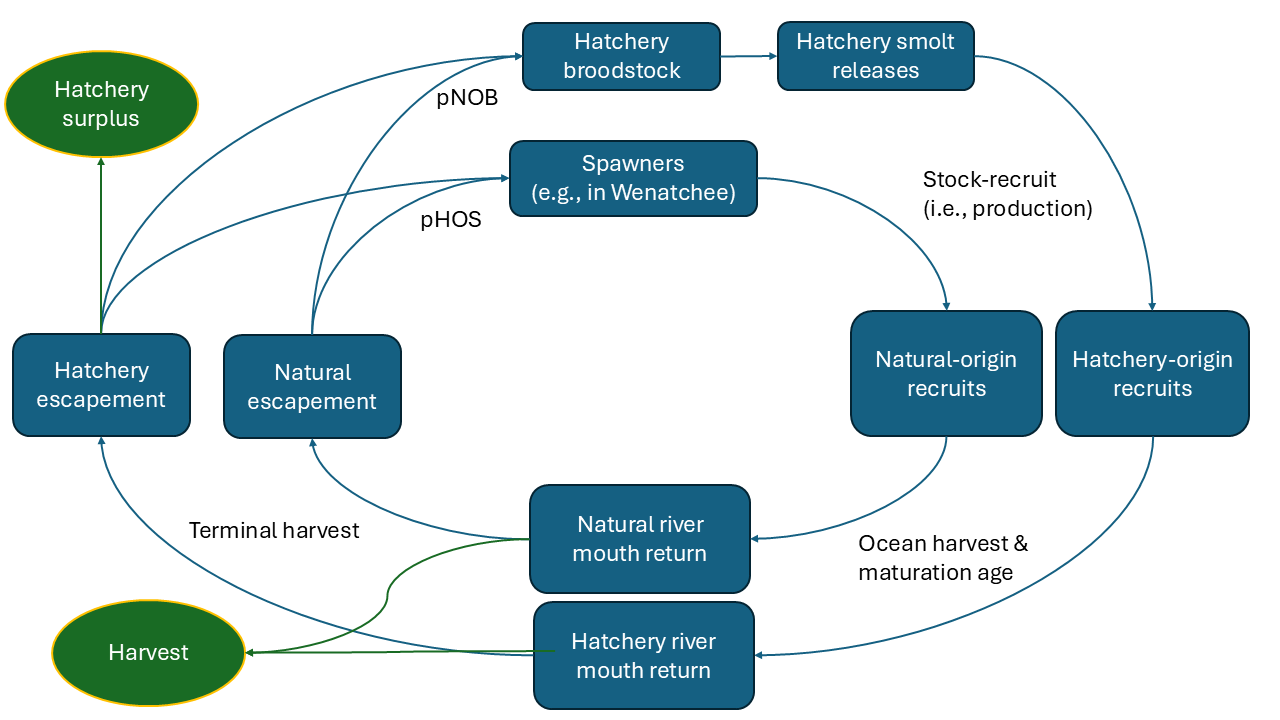 Hatchery
broodstock
Hatchery smolt
releases
Hatchery
surplus
pNOB
Spawners
(e.g., in Wenatchee)
pHOS
Stock-recruit
(i.e., production)
Hatchery
escapement
Natural
escapement
Natural-origin
recruits
Hatchery-origin
recruits
Terminal harvest
Natural river
mouth return
Ocean harvest &
maturation age
Harvest
Hatchery river
mouth return